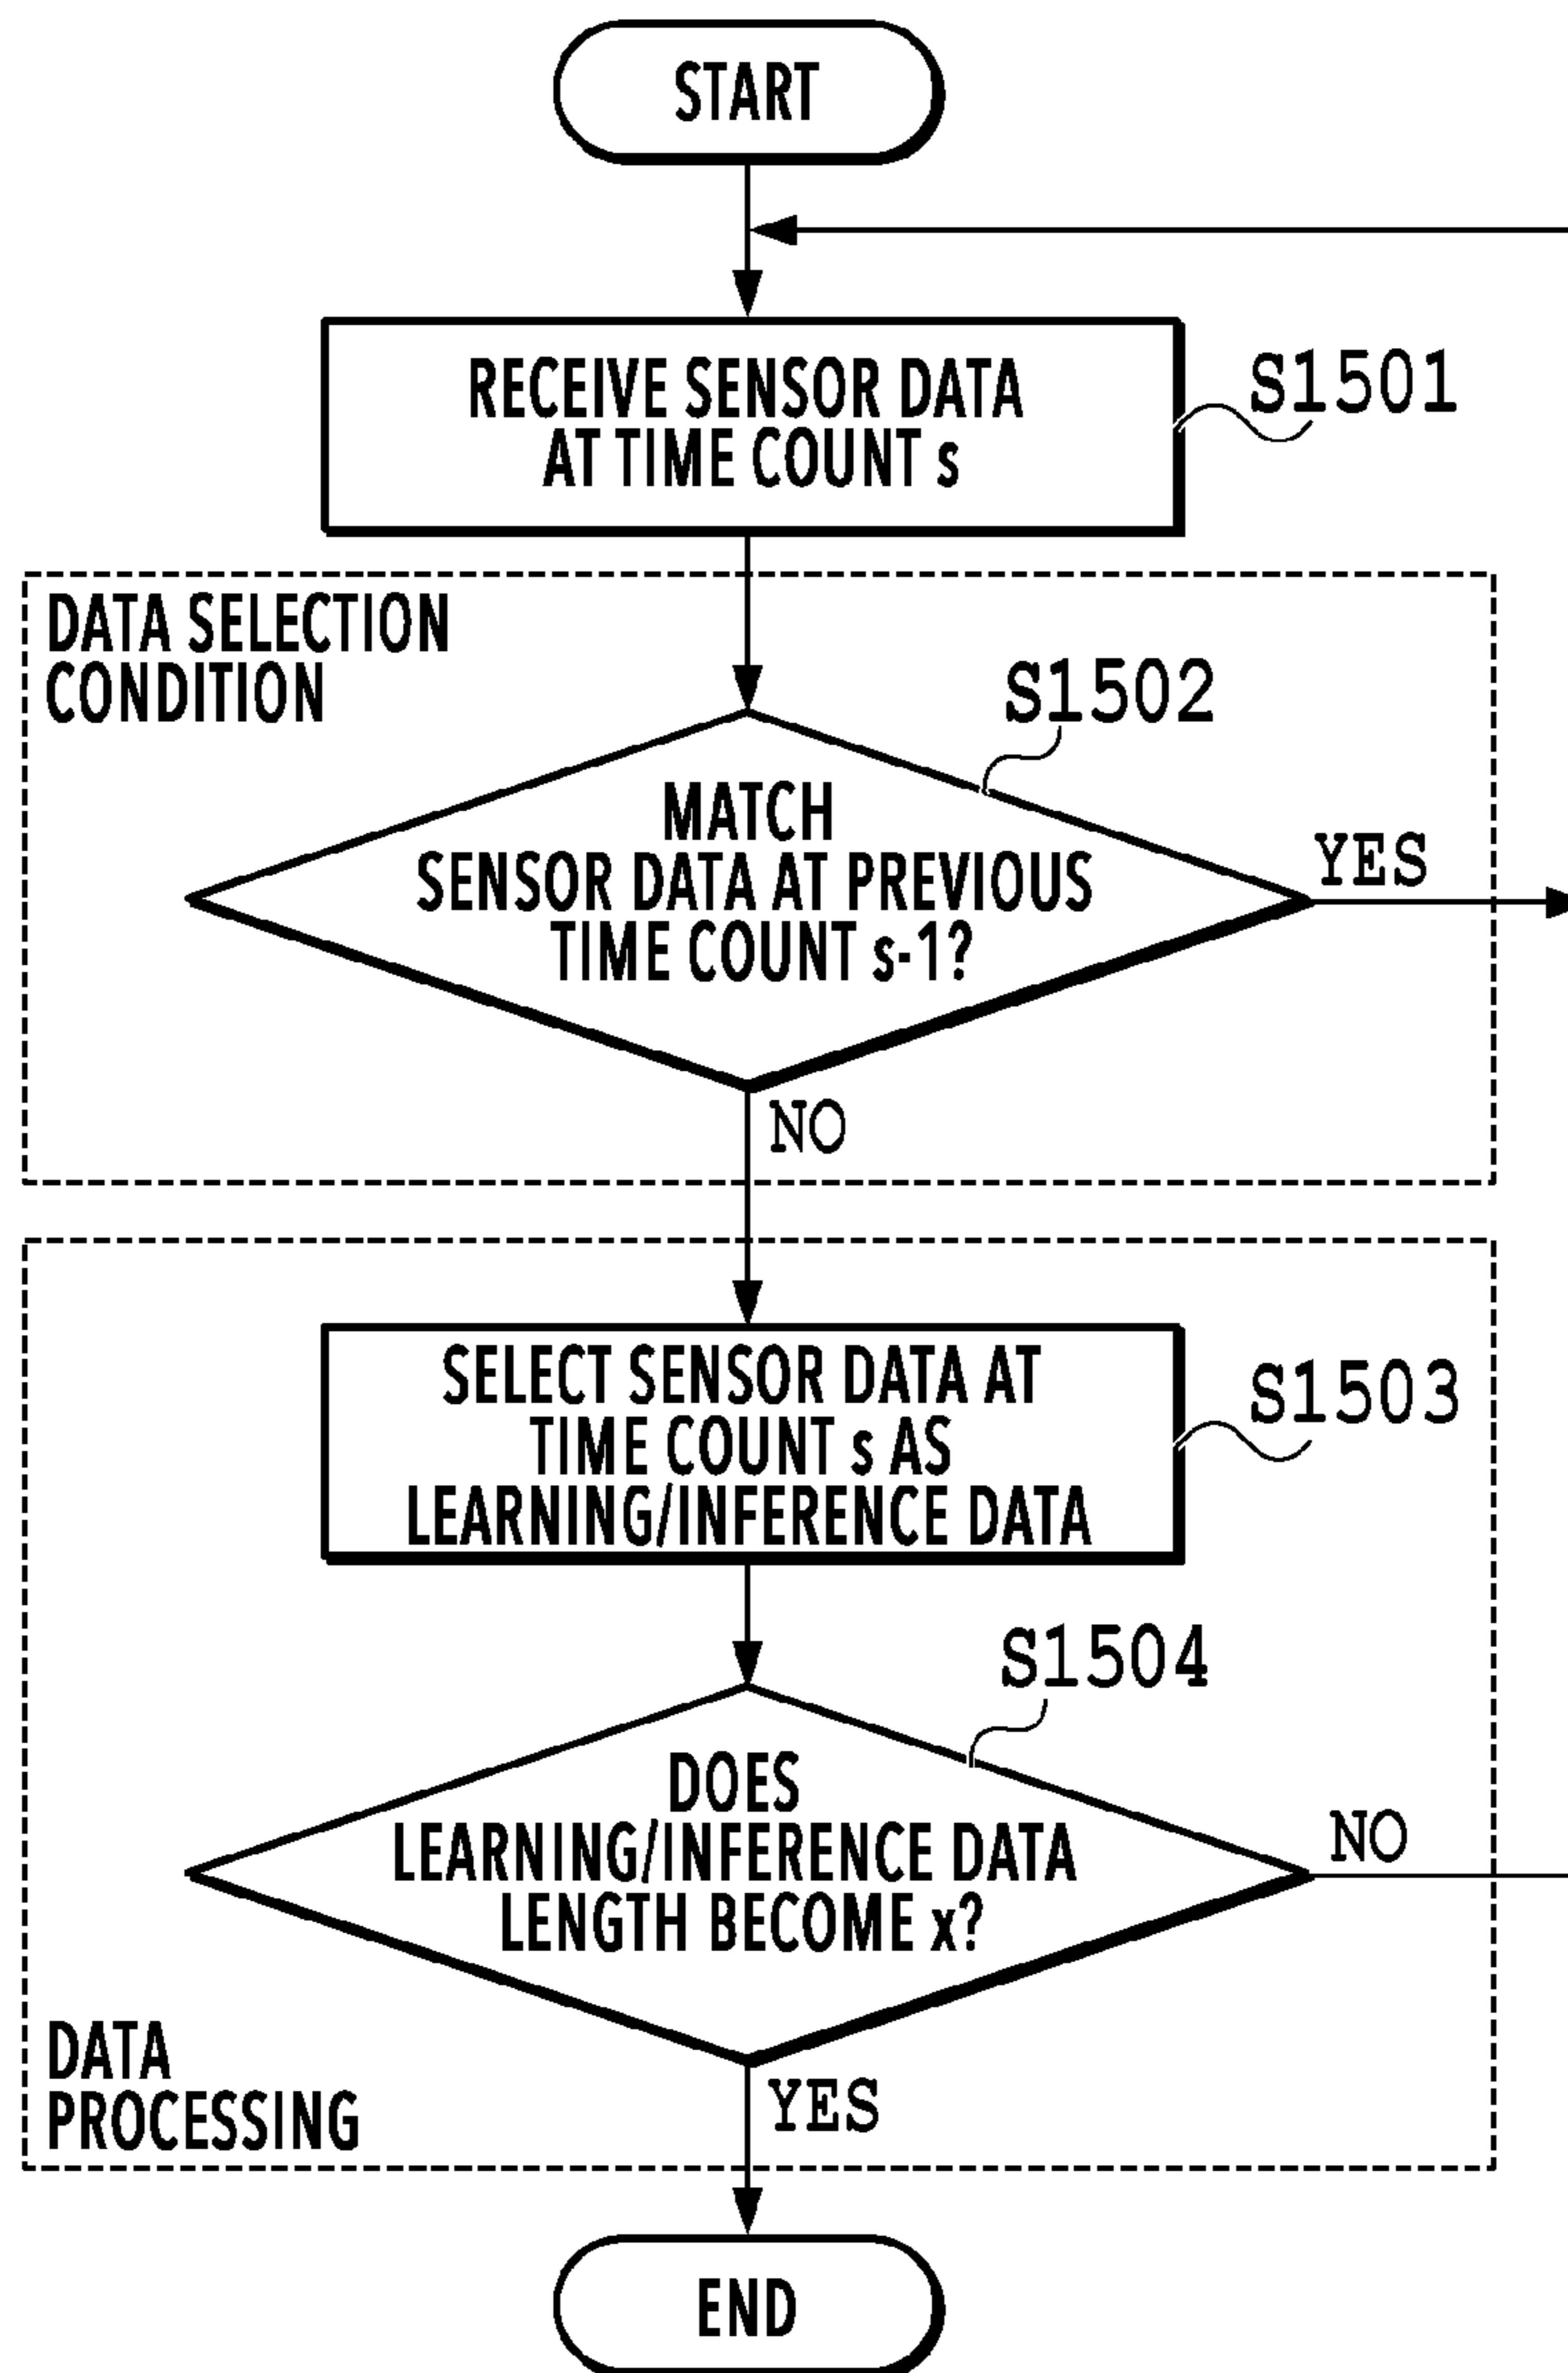 START
RECEIVE SENSOR DATA
AT TIME COUNT s
S1501
DATA SELECTION
CONDITION
S1502
MATCH
SENSOR DATA AT PREVIOUS
TIME COUNT s-1?
YES
NO
SELECT SENSOR DATA AT
TIME COUNT s AS
LEARNING/INFERENCE DATA
S1503
S1504
DOES
LEARNING/INFERENCE DATA
LENGTH BECOME x?
NO
DATA
PROCESSING
YES
END